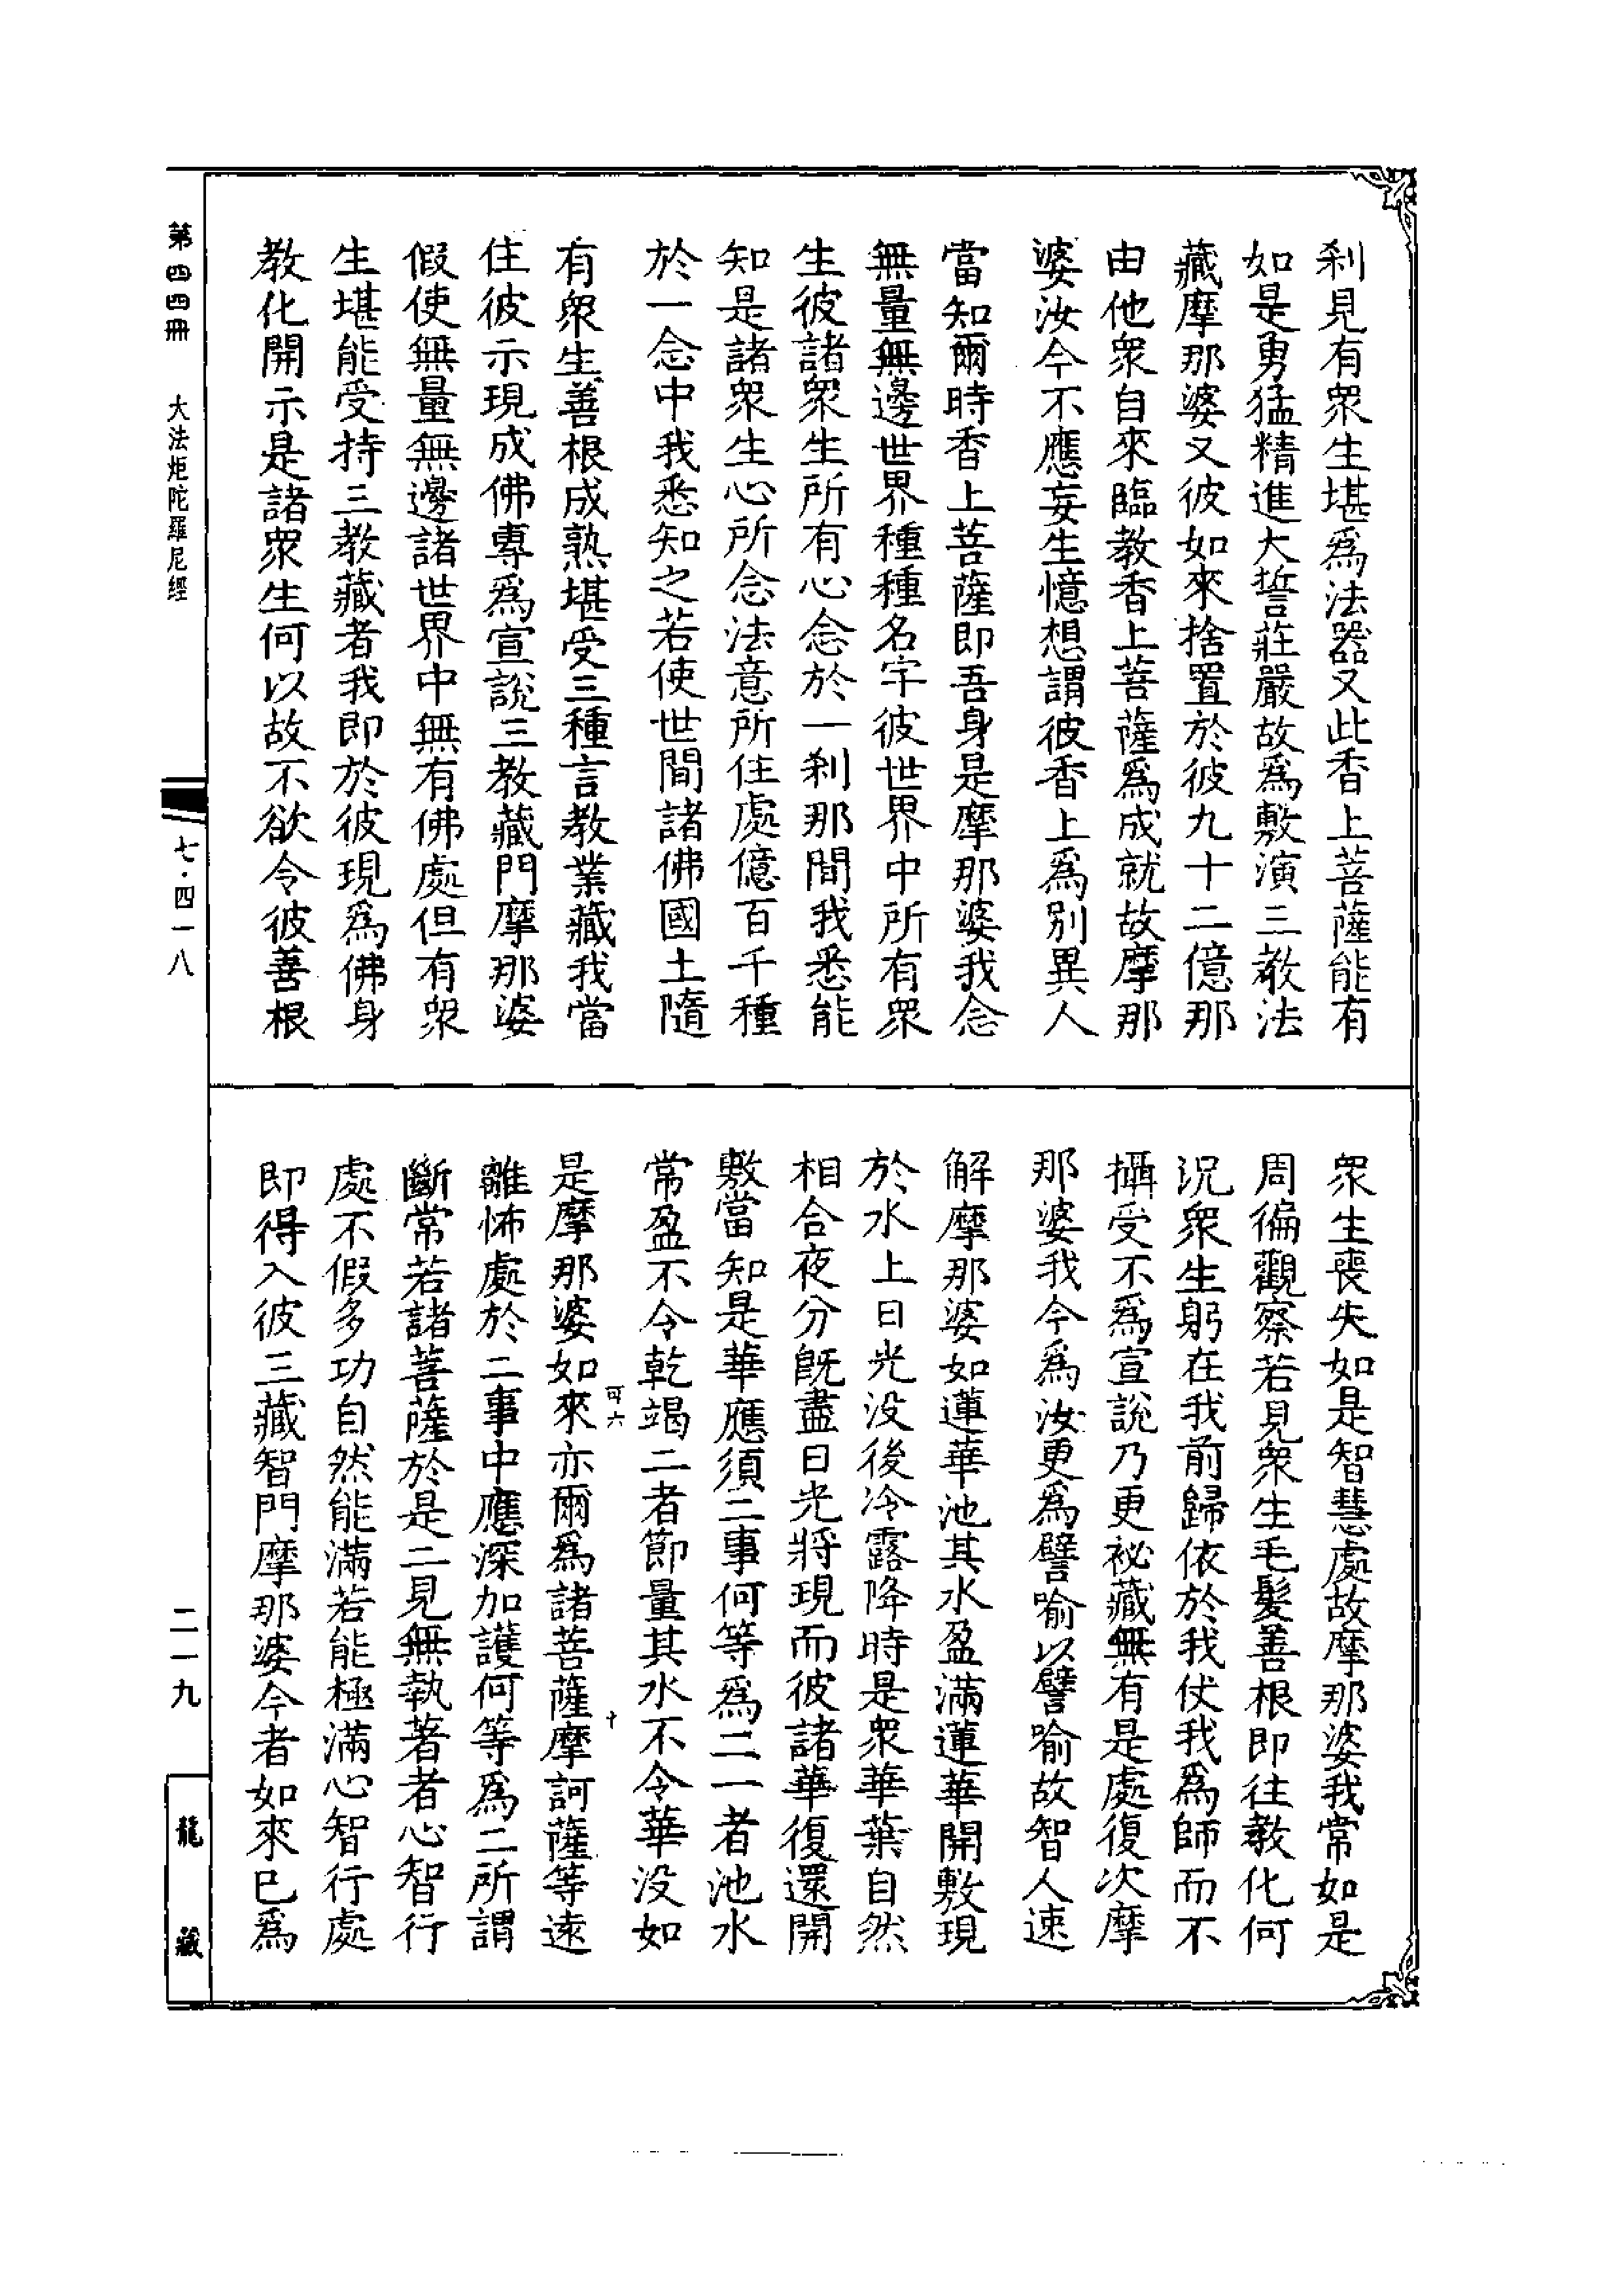 刹見有衆生堪爲法器又此香上菩薩能有
如是勇猛精進大誓莊嚴故爲敷演三教法
藏摩那婆又彼如來捨置於彼九十二億那
由他衆自來臨教香上菩薩爲成就故摩那
婆汝今不應妄生憶想謂彼香上爲別異人
當知爾時香上菩薩即吾身是摩那婆我念
無量無邊世界種種名字彼世界中所有衆
生彼諸衆生所有心念於一刹那間我悉能
知是諸衆生心所念法意所住處億百千種
於一念中我悉知之若使世間諸佛國土隨
有衆生善根成熟堪受三種言教業藏我當
住彼示現成佛專爲宣說三教藏門摩那婆
假使無量無邊諸世界中無有佛處但有衆
生堪能受持三教藏者我即於彼現爲佛身
教化開示是諸衆生何以故不欲令彼善根
衆生喪失如是智慧處故摩那婆我常如是
周徧觀察若見衆生毛髮善根即往教化何
況衆生躬在我前歸依於我伏我爲師而不
攝受不爲宣說乃更祕藏無有是處復次摩
那婆我今爲汝更爲譬喻以譬喻故智人速
解摩那婆如蓮華池其水盈滿蓮華開敷現
於水上日光没後冷露降時是衆華葉自然
相合夜分旣盡日光將現而彼諸華復還開
敷當知是華應須二事何等爲二一者池水
常盈不令乾竭二者節量其水不令華没如
可六
十
是摩那婆如來亦爾爲諸菩薩摩訶薩等遠
離怖處於二事中應深加護何等爲二所謂
斷常若諸菩薩於是二見無執著者心智行
處不假多功自然能滿若能極滿心智行處
即得入彼三藏智門摩那婆今者如來已爲
第四四冊
大法炬陀羅尼經
七·四一八
二一九
龍藏